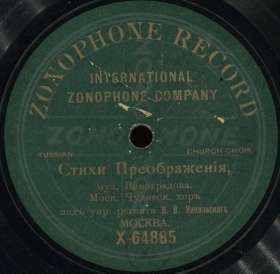 ZONOPHONE RECORD
INTERNATIONAL
ZONOPHONE COMPANY
RUSSIAN CHURCH CHOIR
Стихи Преображенія,
муз. Виноградова.
Моск. Чудовск. хоръ
подъ упр регента
МОСКВА
X-64885